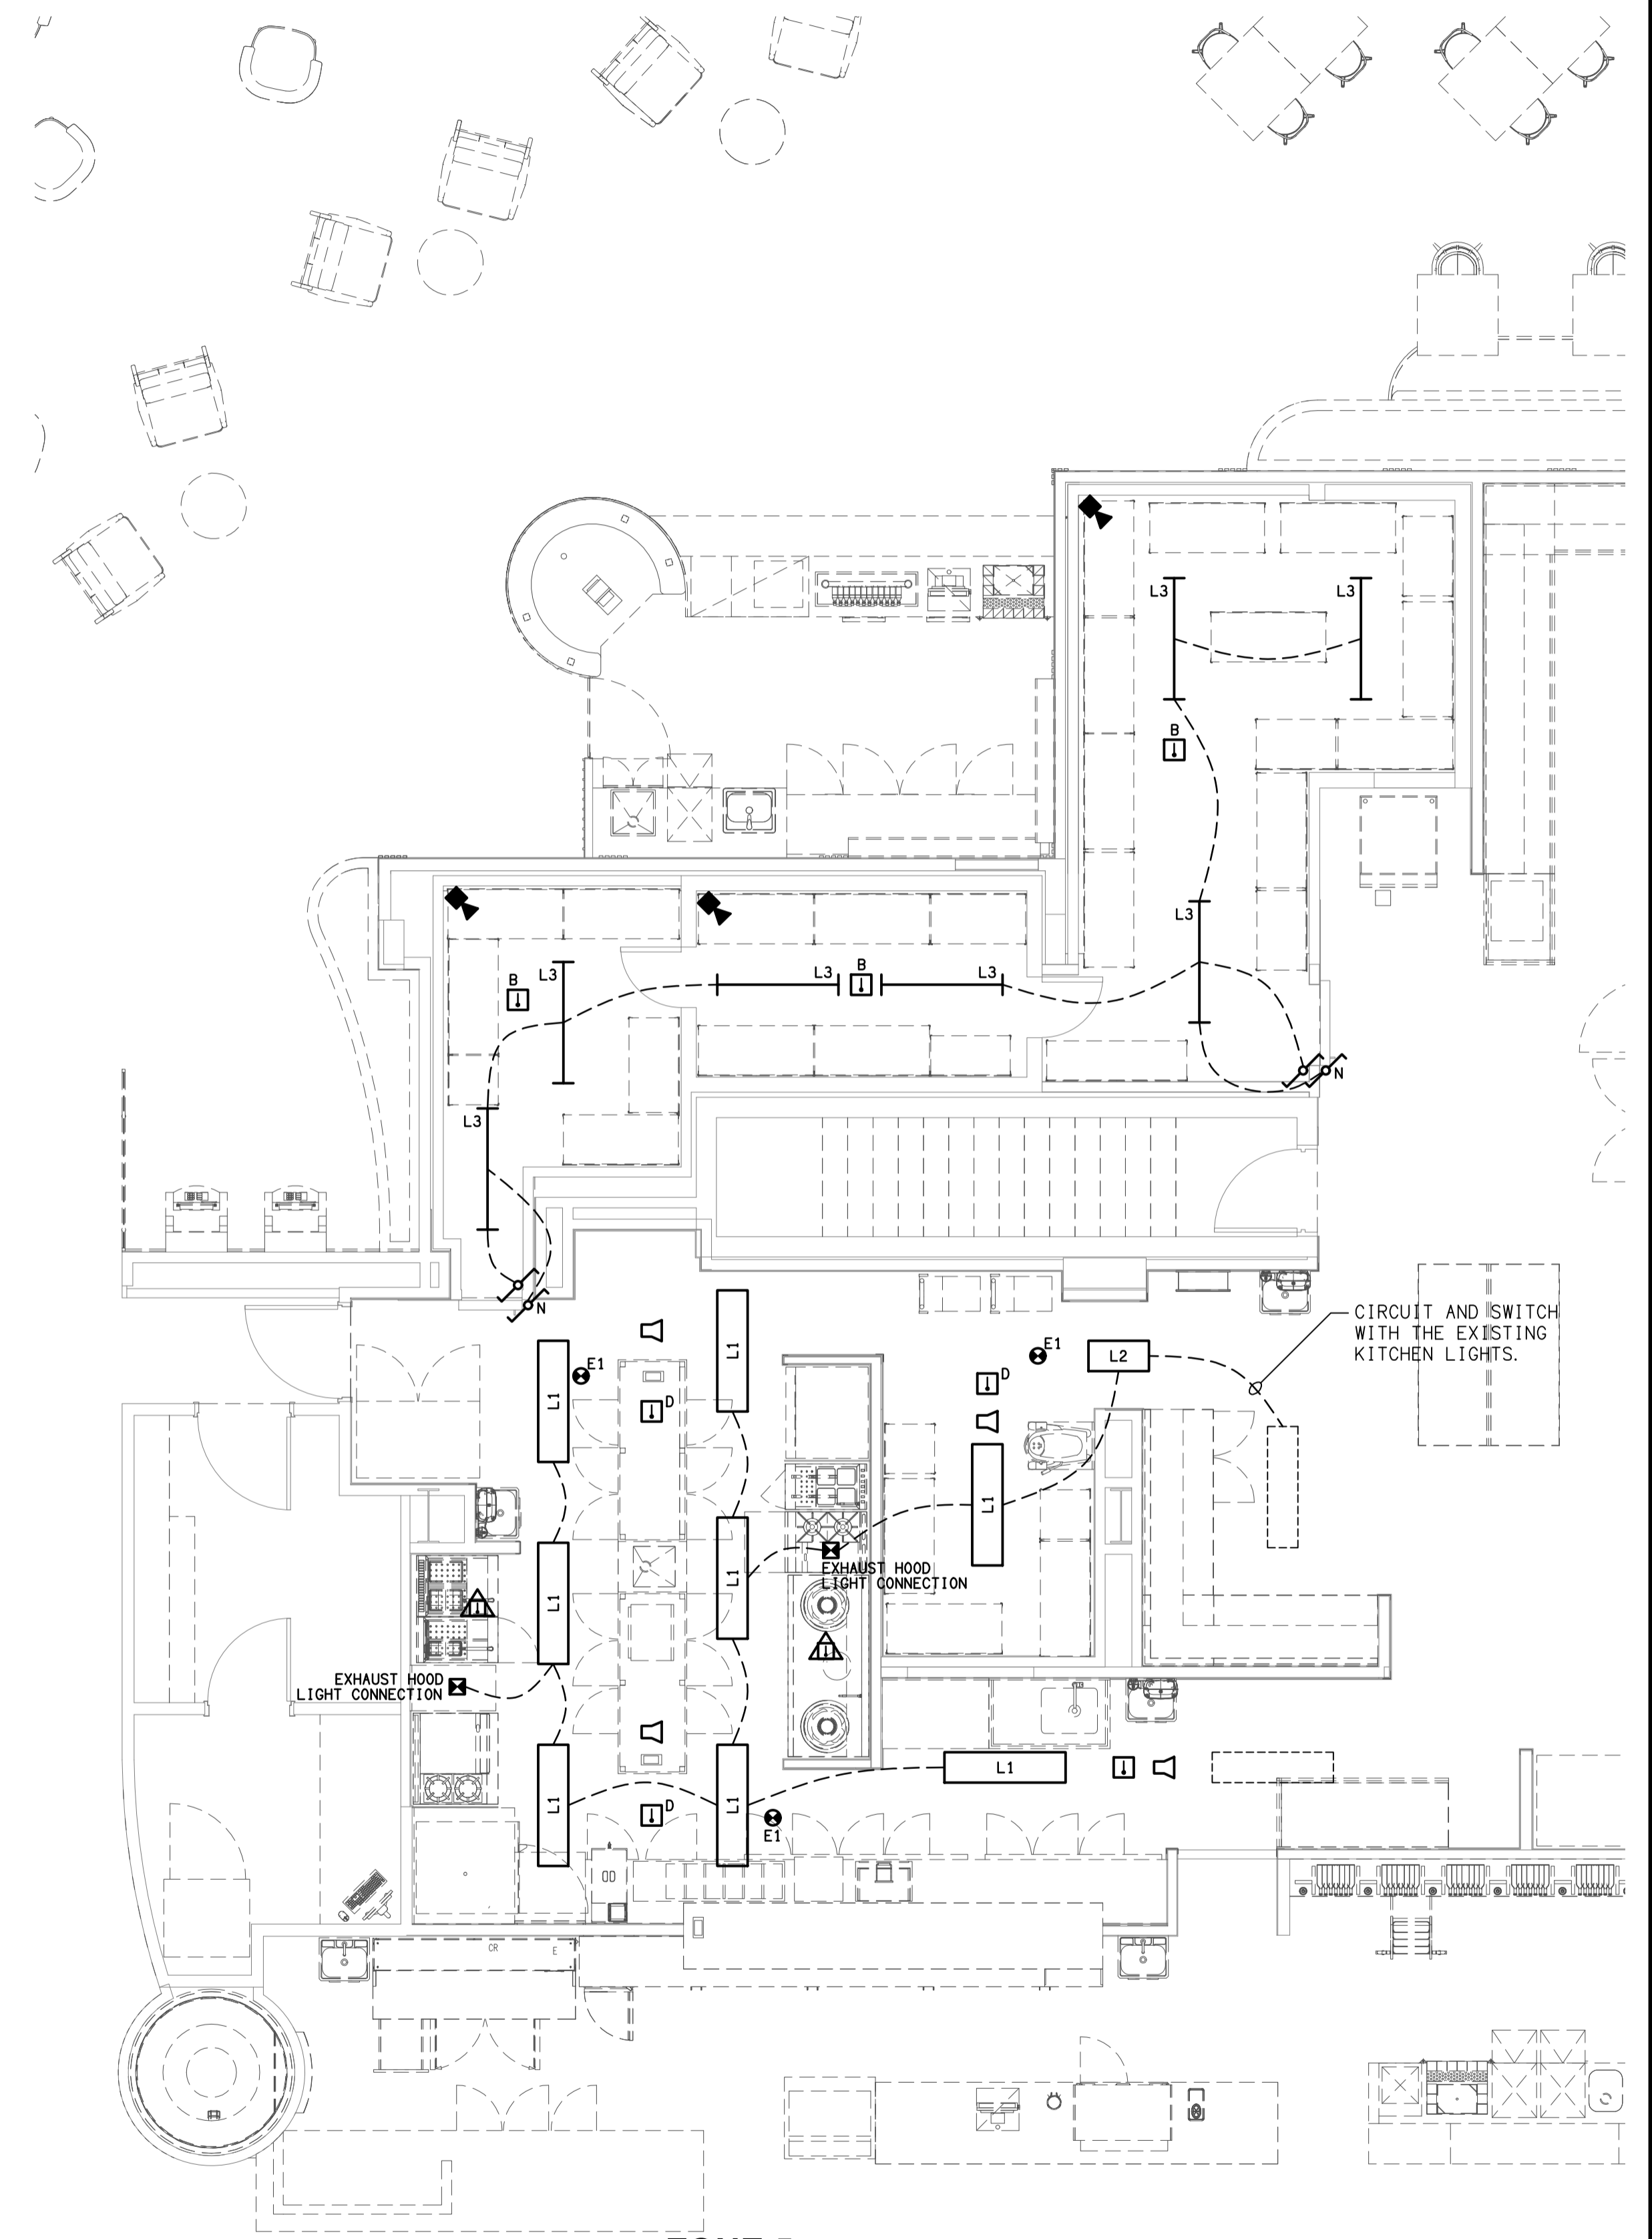 L3
L3
B
L3
B
L3
L3
B
L3
L3
N
N
CIRCUIT AND SWITCH
WITH THE EXISTING
KITCHEN LIGHTS.
L1
L2
E1
E1
L1
D
D
L1
L1
L1
EXHAUST HOOD
LIGHT CONNECTION
EXHAUST HOOD
LIGHT CONNECTION
L1
L1
L1
D
E1
L1
OD
CR
E